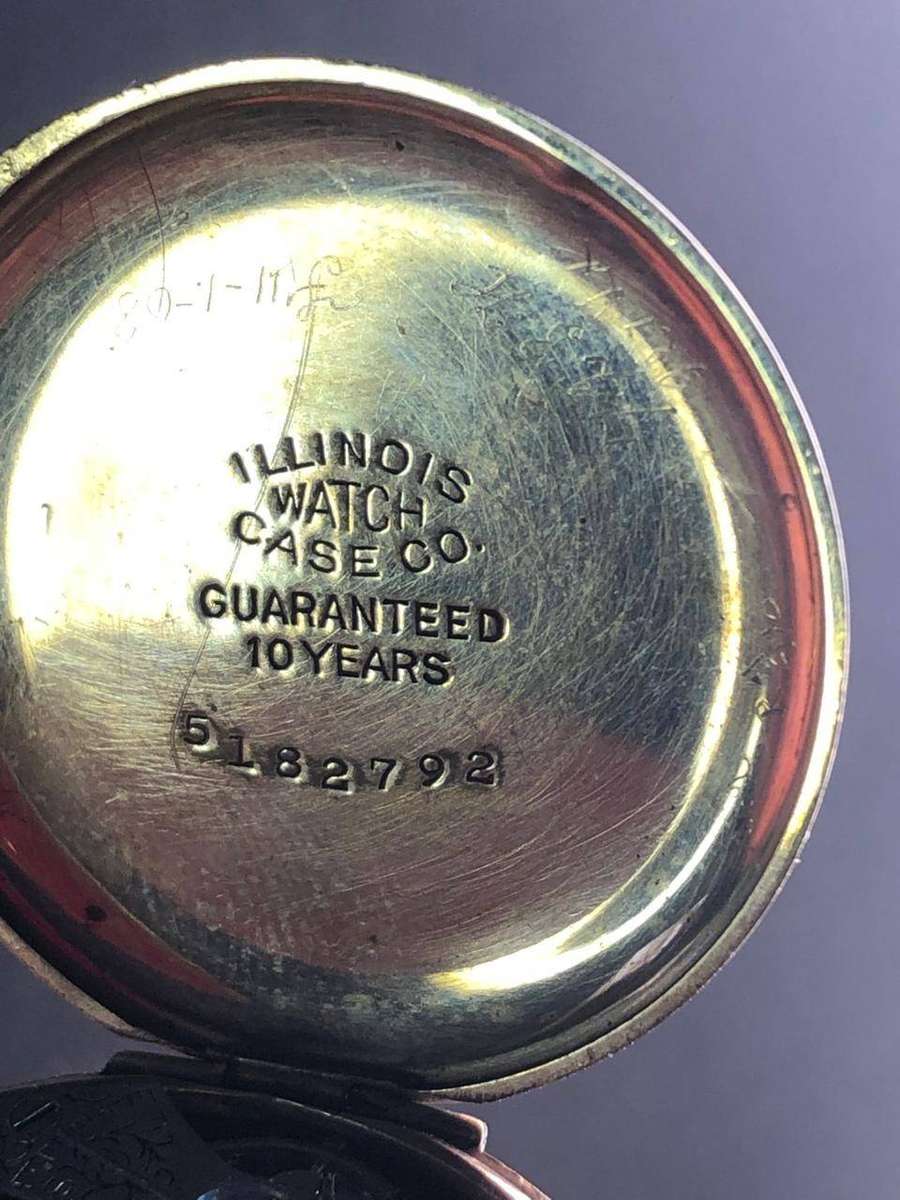 ILLINOIS
WATCH
CASE CO.
GUARANTEED
10 YEARS
5182792